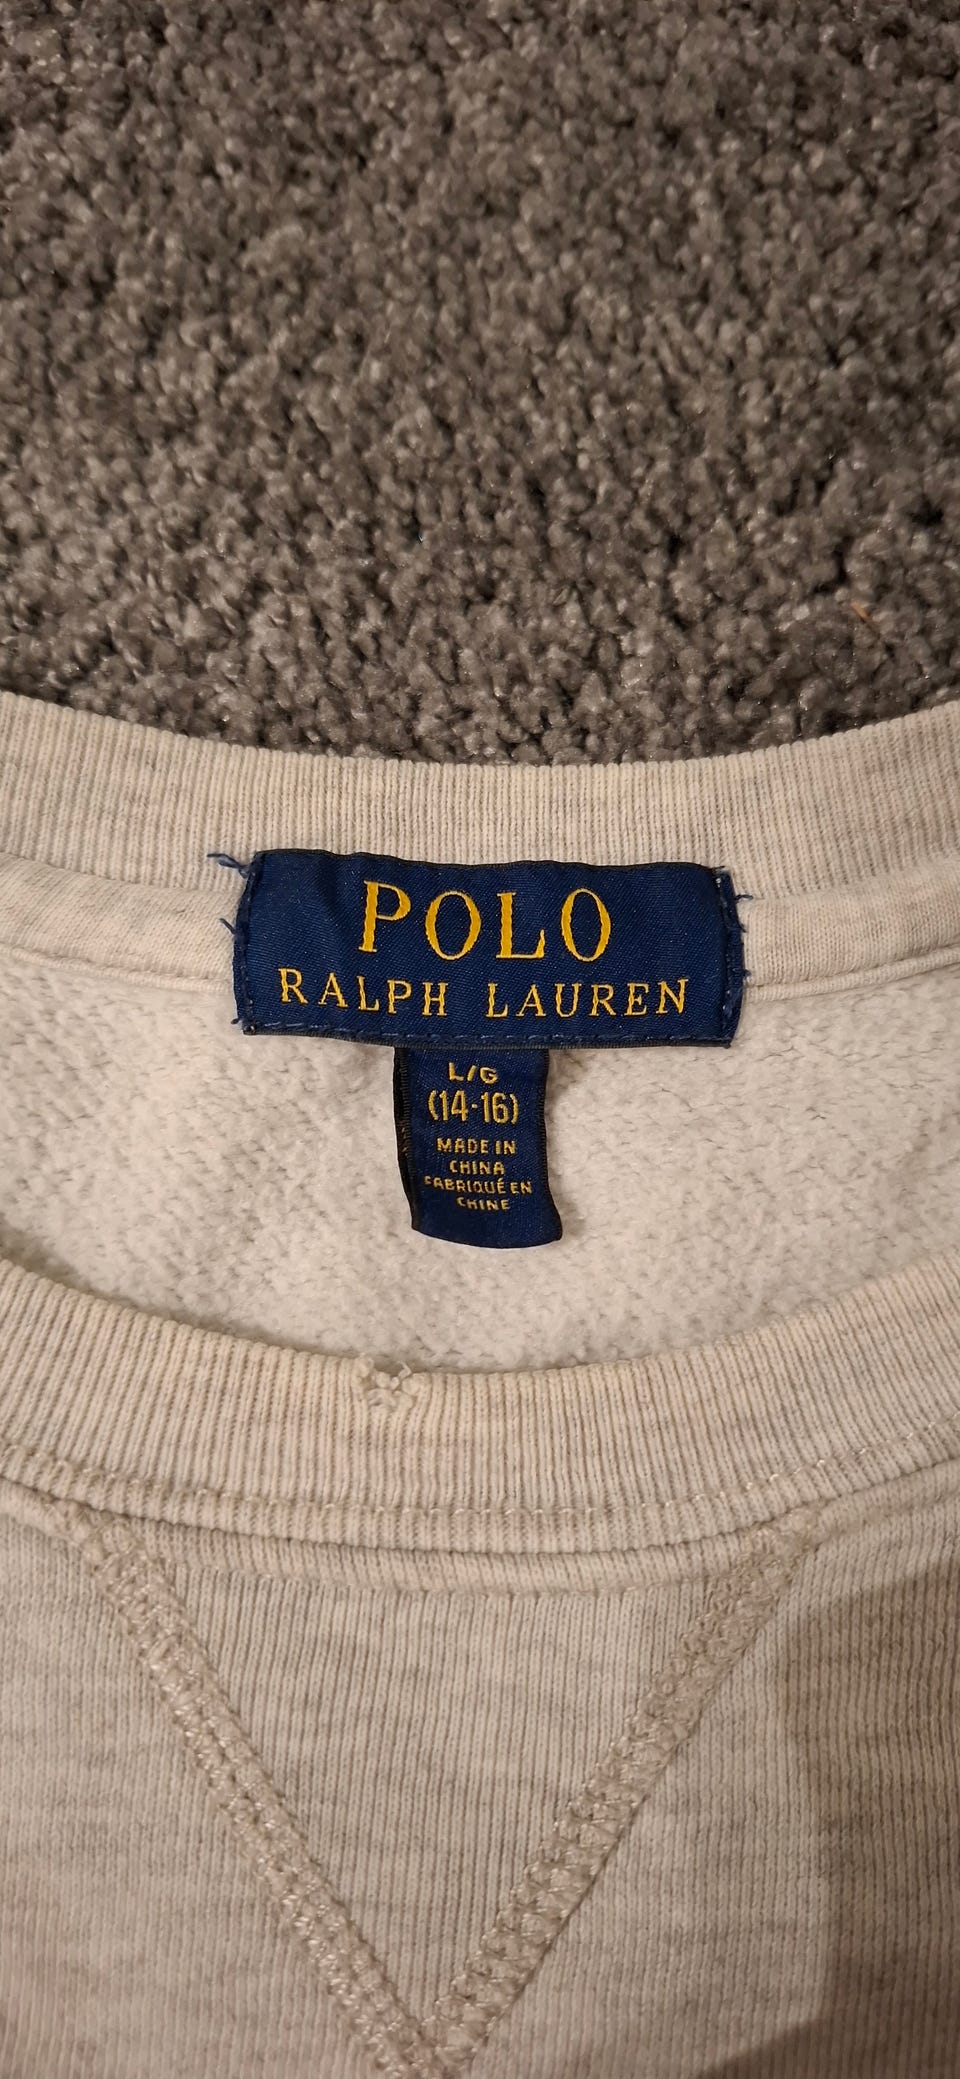 POLO
RALPH LAUREN
L/G
(14-16)
MADE IN
CHINA
FABRIQUÉ EN
CHINE